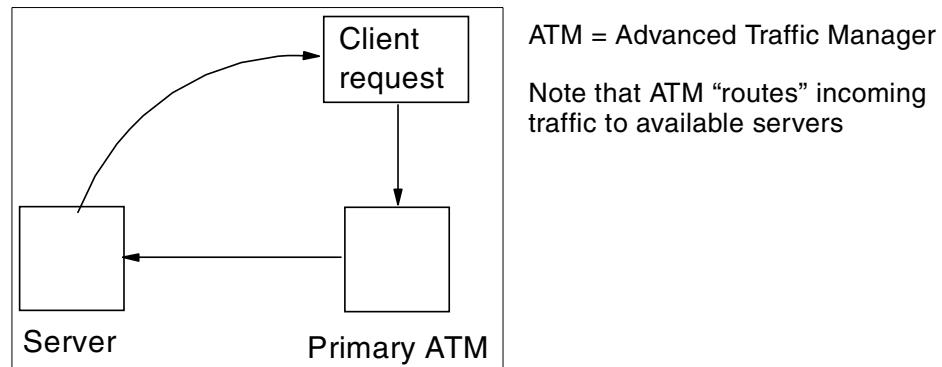 Client
request
ATM = Advanced Traffic Manager
Note that ATM “routes” incoming
traffic to available servers
Server
Primary ATM